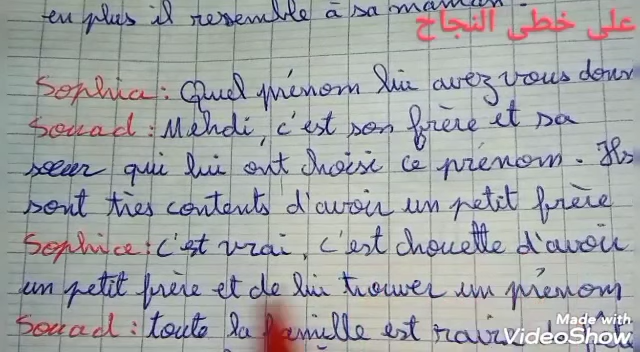 en plus il ressemble à sa maman
على خطى النجاح
Sophia: Quel prénom lui avez vous donn
Souad: Mehdi, c'est son frère et sa
sœur qui lui ont choisi ce prénom. Ils
sont très contents d'avoir un petit frère
Sophia: c'est vrai, c'est chouette d'avoir
un petit frère et de lui trouver un prénom
Souad: toute la famille est ravie
Made with
VideoShow